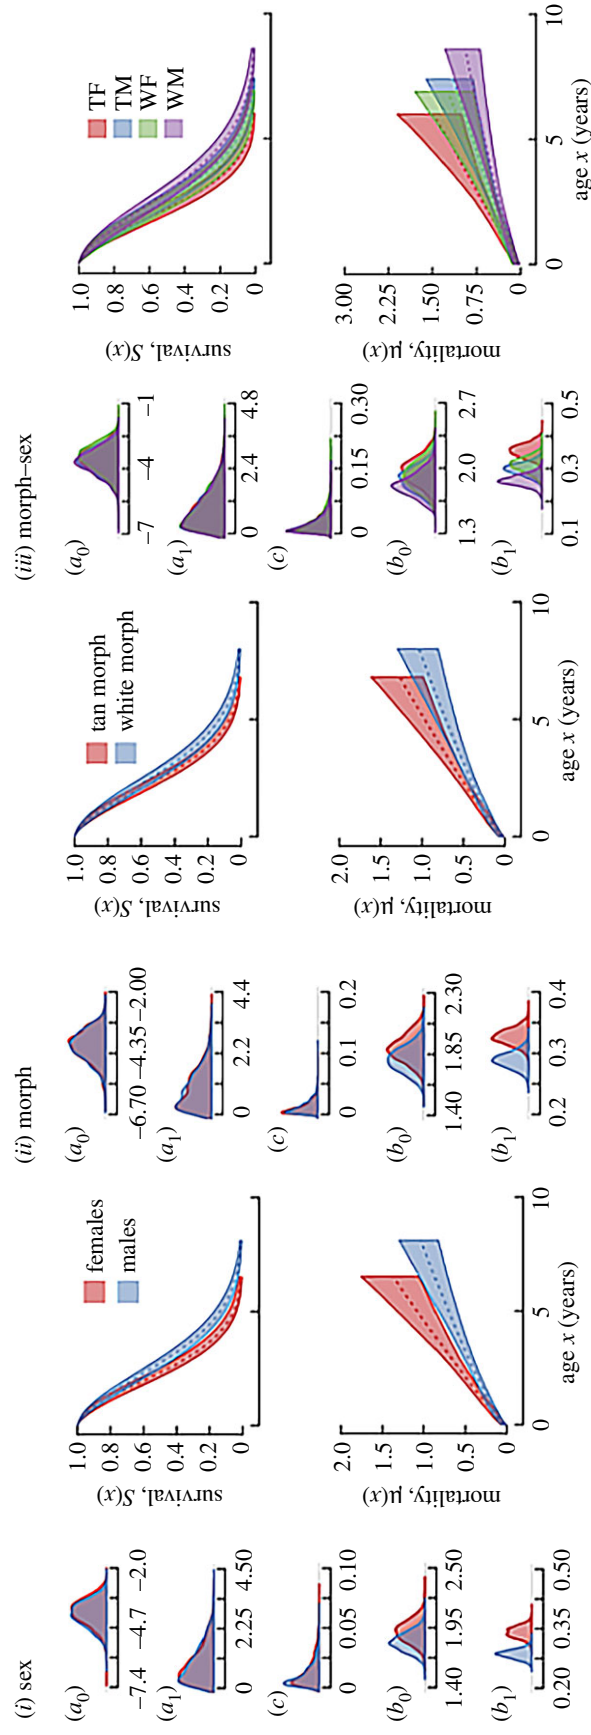 (i) sex
(a0)
−7.4 −4.7 −2.0
(a1)
0 2.25 4.50
(c)
0 0.05 0.10
(b0)
1.40 1.95 2.50
(b1)
0.20 0.35 0.50
survival, S(x)
1.0
0.8
0.6
0.4
0.2
0
females
males
mortality, μ(x)
2.0
1.5
1.0
0.5
0
0 5 10
age x (years)
(ii) morph
(a0)
−6.70 −4.35 −2.00
(a1)
0 2.2 4.4
(c)
0 0.1 0.2
(b0)
1.40 1.85 2.30
(b1)
0.2 0.3 0.4
survival, S(x)
1.0
0.8
0.6
0.4
0.2
0
tan morph
white morph
mortality, μ(x)
2.0
1.5
1.0
0.5
0
0 5 10
age x (years)
(iii) morph–sex
(a0)
−7 −4 −1
(a1)
0 2.4 4.8
(c)
0 0.15 0.30
(b0)
1.3 2.0 2.7
(b1)
0.1 0.3 0.5
survival, S(x)
1.0
0.8
0.6
0.4
0.2
0
TF
TM
WF
WM
mortality, μ(x)
3.00
2.25
1.50
0.75
0
0 5 10
age x (years)